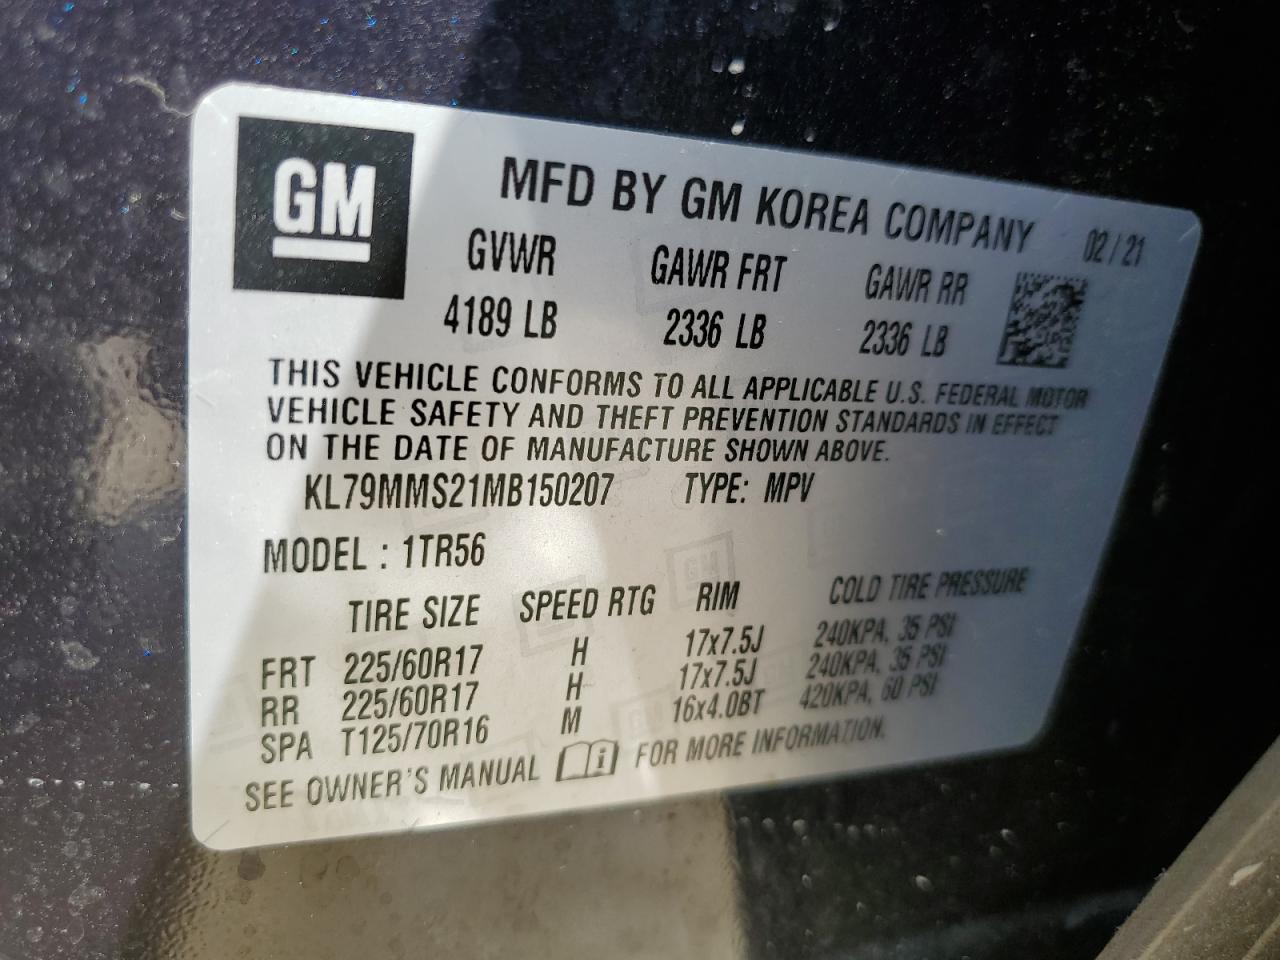 GM
MFD BY GM KOREA COMPANY 02/21
GVWR GAWR FRT GAWR RR
4189 LB 2336 LB 2336 LB
THIS VEHICLE CONFORMS TO ALL APPLICABLE U.S. FEDERAL MOTOR
VEHICLE SAFETY AND THEFT PREVENTION STANDARDS IN EFFECT
ON THE DATE OF MANUFACTURE SHOWN ABOVE.
KL79MMS21MB150207 TYPE: MPV
MODEL : 1TR56
TIRE SIZE SPEED RTG RIM COLD TIRE PRESSURE
FRT 225/60R17 H 17x7.5J 240KPA, 35 PSI
RR 225/60R17 H 17x7.5J 240KPA, 35 PSI
SPA T125/70R16 M 16x4.0BT 420KPA, 60 PSI
SEE OWNER'S MANUAL FOR MORE INFORMATION.